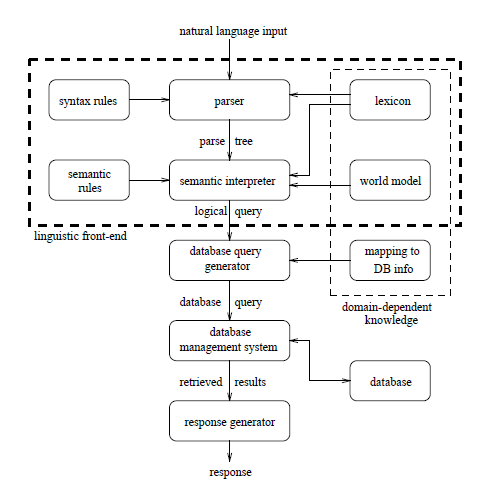 natural language input
syntax rules
parser
lexicon
parse tree
semantic
rules
semantic interpreter
world model
logical query
linguistic front-end
database query
generator
mapping to
DB info
database query
domain-dependent
knowledge
database
management system
retrieved results
database
response generator
response